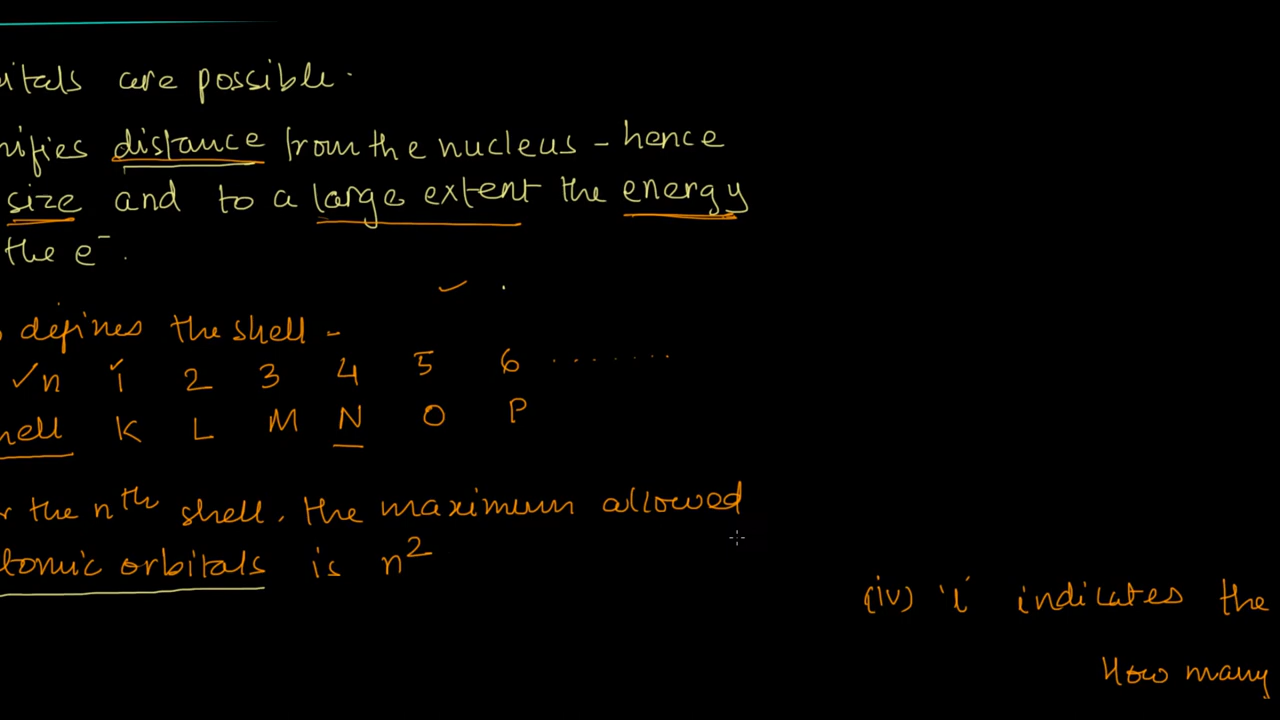 itals are possible.
nifies distance from the nucleus - hence
size and to a large extent the energy
the e⁻.
defines the shell -
✓n 1 2 3 4 5 6 ........
hell K L M N O P
r the nᵗʰ shell, the maximum allowed
tomic orbitals is n²
(iv) 'l' indicates the
How many